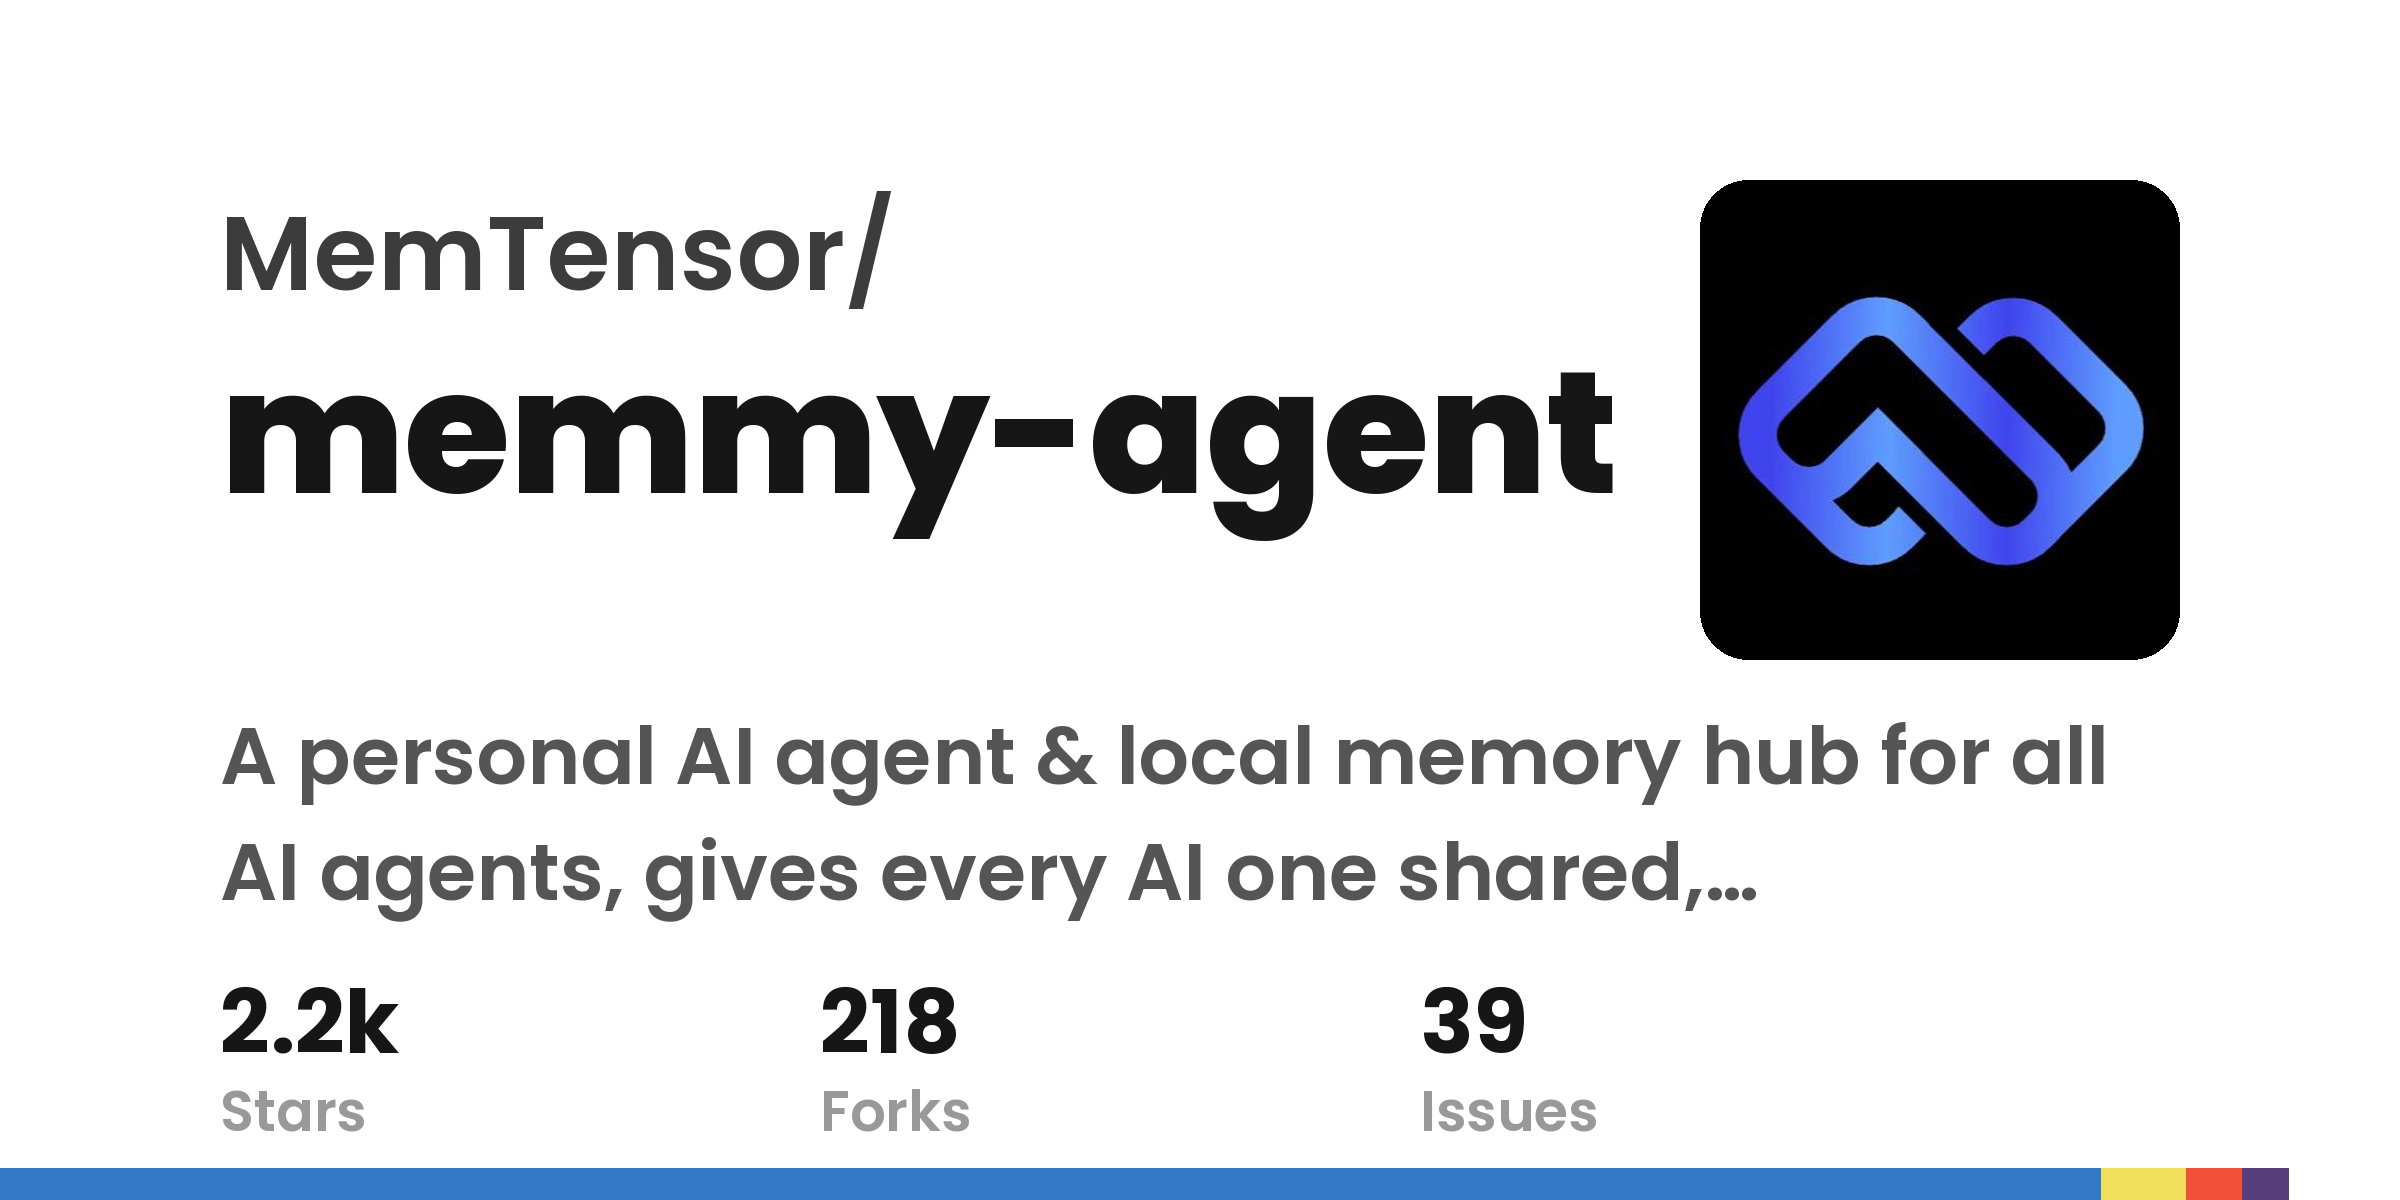 MemTensor/
memmy-agent
A personal AI agent & local memory hub for all
AI agents, gives every AI one shared,...
2.2k 218 39
Stars Forks Issues